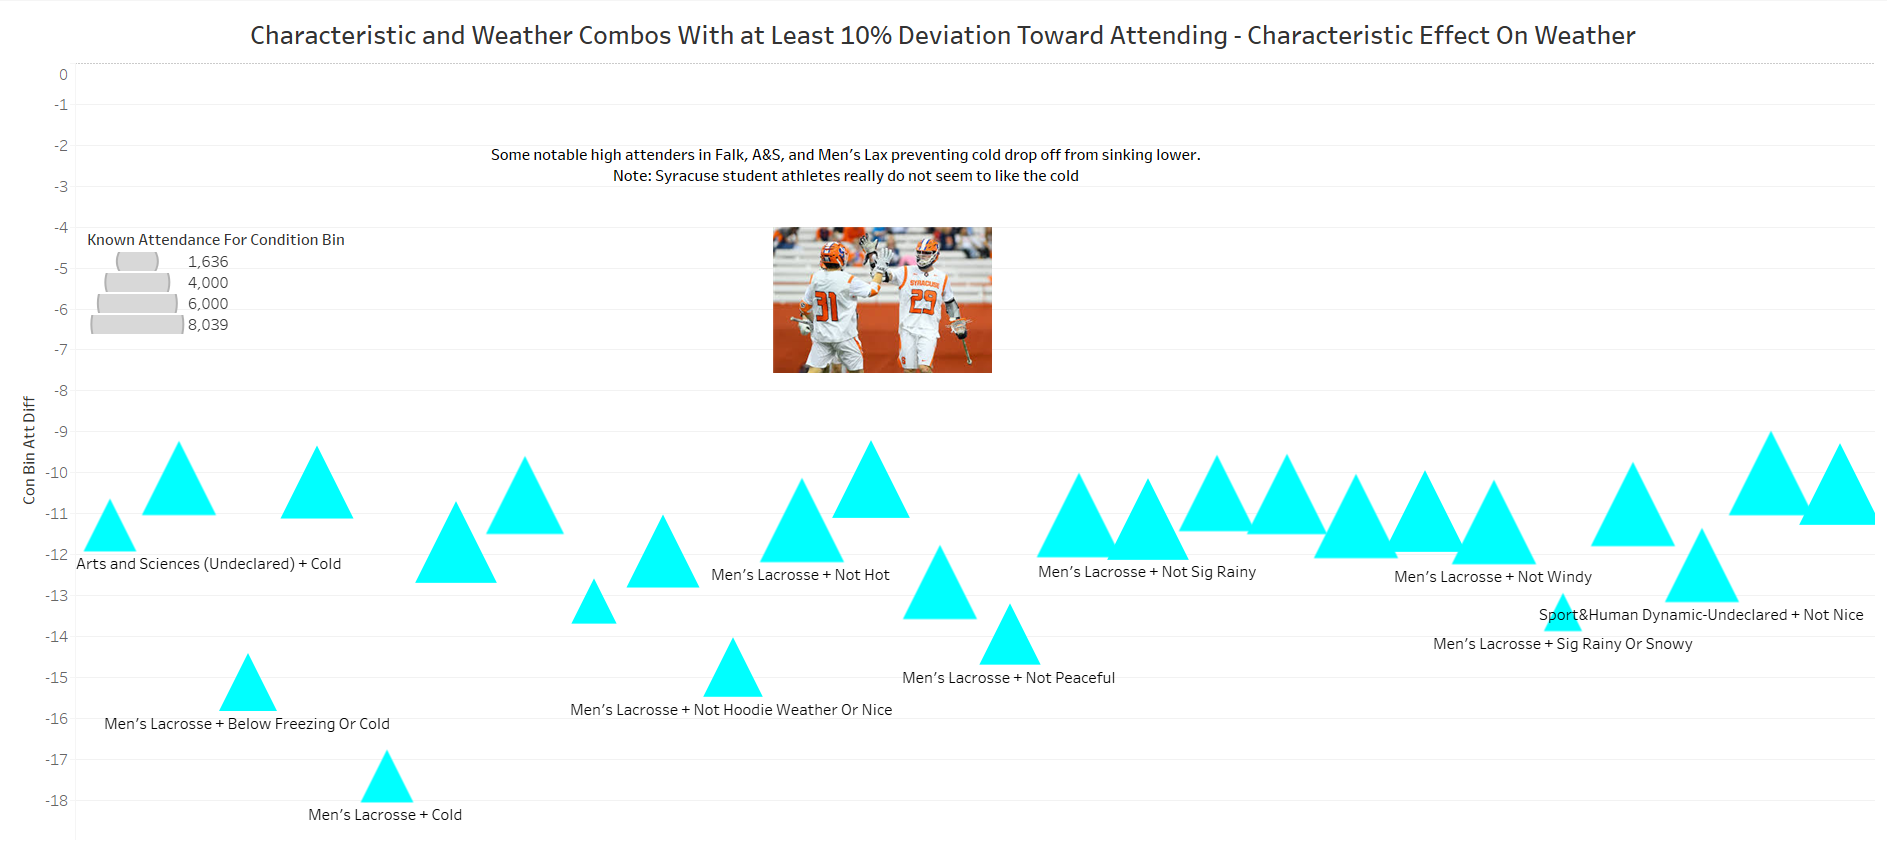 Characteristic and Weather Combos With at Least 10% Deviation Toward Attending - Characteristic Effect On Weather
0
-1
-2
-3
-4
-5
-6
-7
-8
-9
-10
-11
-12
-13
-14
-15
-16
-17
-18
Con Bin Att Diff
Some notable high attenders in Falk, A&S, and Men's Lax preventing cold drop off from sinking lower.
Note: Syracuse student athletes really do not seem to like the cold
Known Attendance For Condition Bin
1,636
4,000
6,000
8,039
31
SYRACUSE
29
Arts and Sciences (Undeclared) + Cold
Men's Lacrosse + Not Hot
Men's Lacrosse + Not Sig Rainy
Men's Lacrosse + Not Windy
Sport&Human Dynamic-Undeclared + Not Nice
Men's Lacrosse + Sig Rainy Or Snowy
Men's Lacrosse + Not Peaceful
Men's Lacrosse + Not Hoodie Weather Or Nice
Men's Lacrosse + Below Freezing Or Cold
Men's Lacrosse + Cold